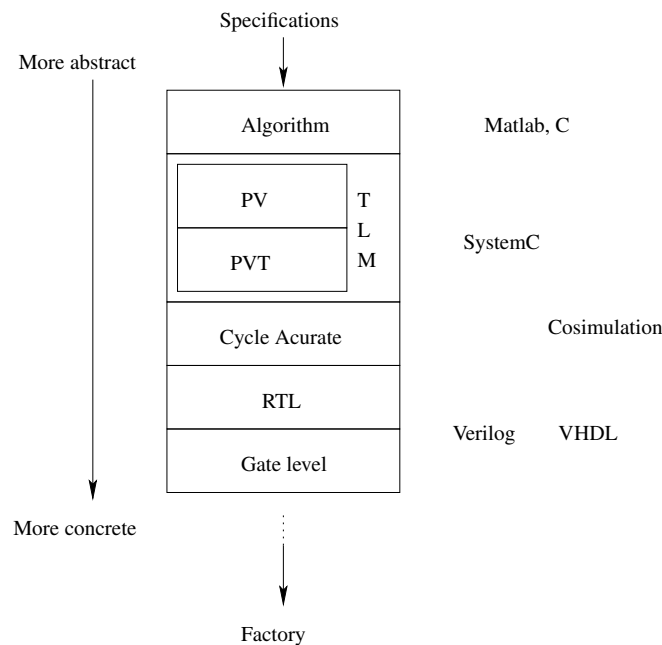 Specifications
More abstract
Algorithm
Matlab, C
PV
T
L
M
PVT
SystemC
Cycle Acurate
Cosimulation
RTL
Verilog VHDL
Gate level
More concrete
Factory